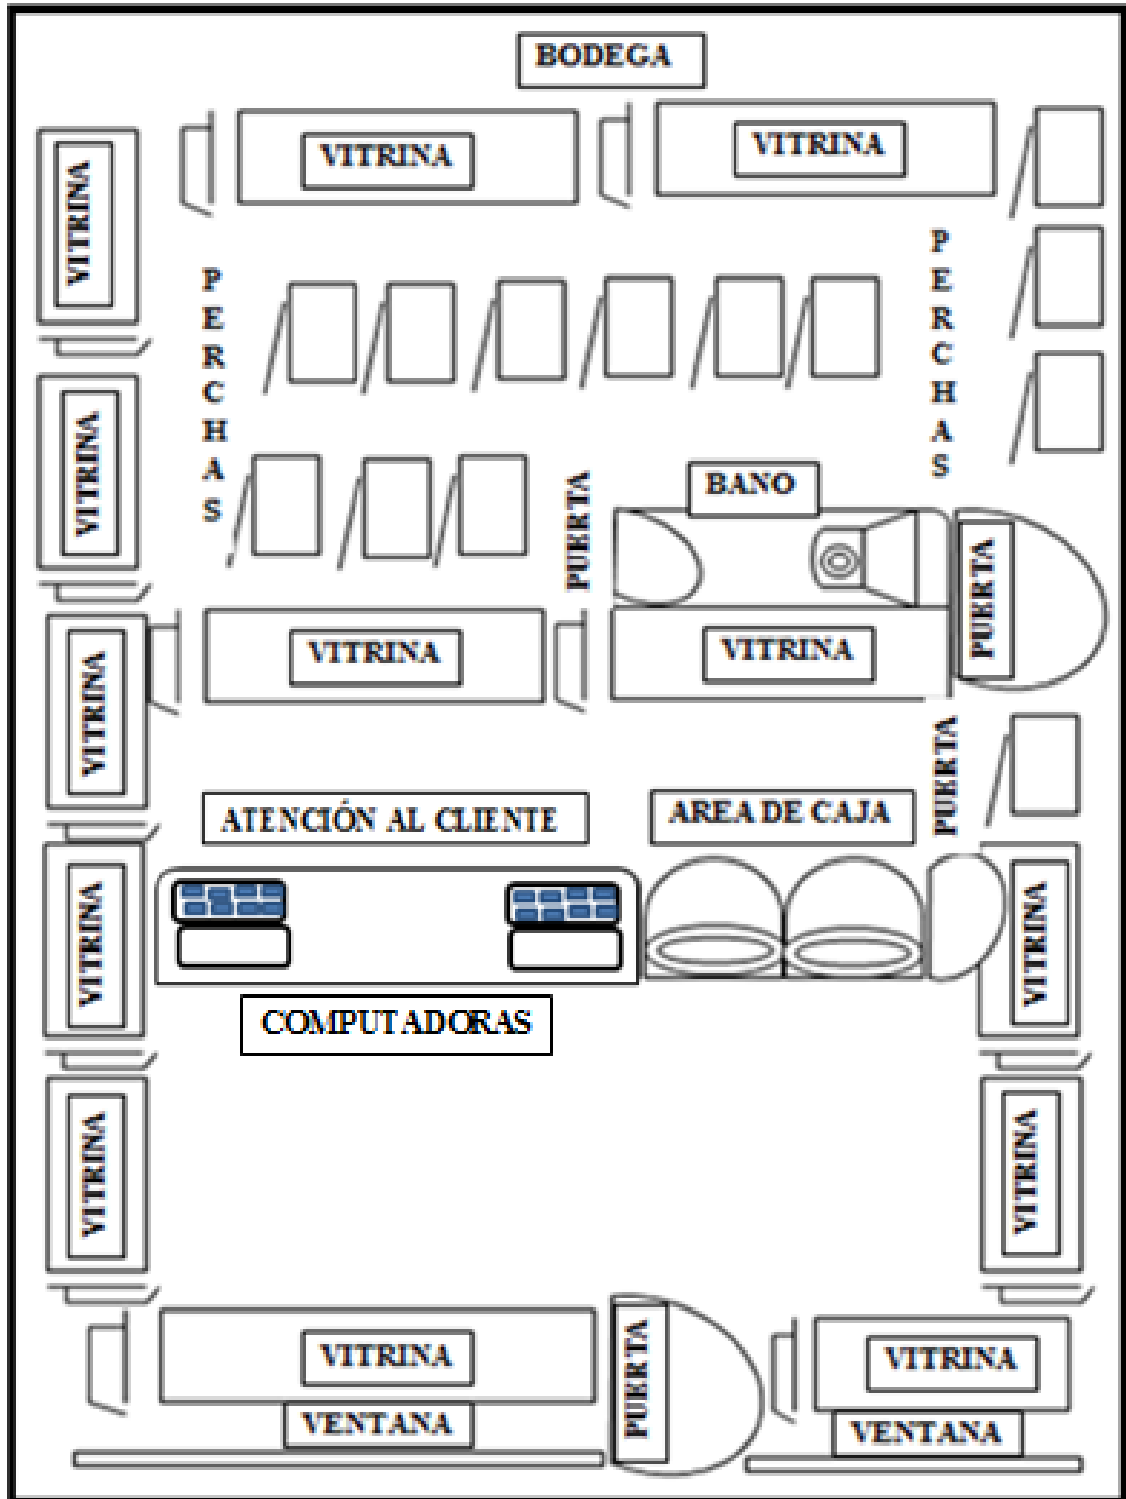 BODEGA
VITRINA
VITRINA
VITRINA
PERCHAS
PERCHAS
VITRINA
BANO
PUERTA
PUERTA
VITRINA
VITRINA
VITRINA
PUERTA
ATENCIÓN AL CLIENTE
AREA DE CAJA
VITRINA
VITRINA
COMPUTADORAS
VITRINA
VITRINA
VITRINA
PUERTA
VITRINA
VENTANA
VENTANA